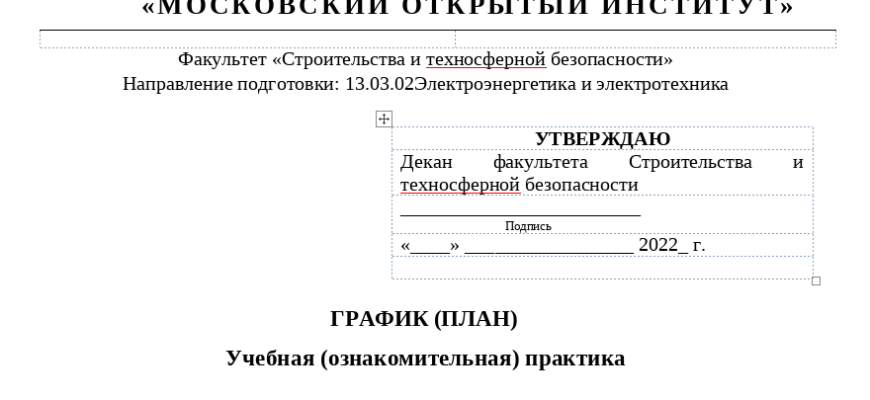 «МОСКОВСКИЙ ОТКРЫТЫЙ ИНСТИТУТ»
Факультет «Строительства и техносферной безопасности»
Направление подготовки: 13.03.02Электроэнергетика и электротехника
УТВЕРЖДАЮ
Декан факультета Строительства и
техносферной безопасности
________________________
Подпись
«____» _________________ 2022_ г.
ГРАФИК (ПЛАН)
Учебная (ознакомительная) практика